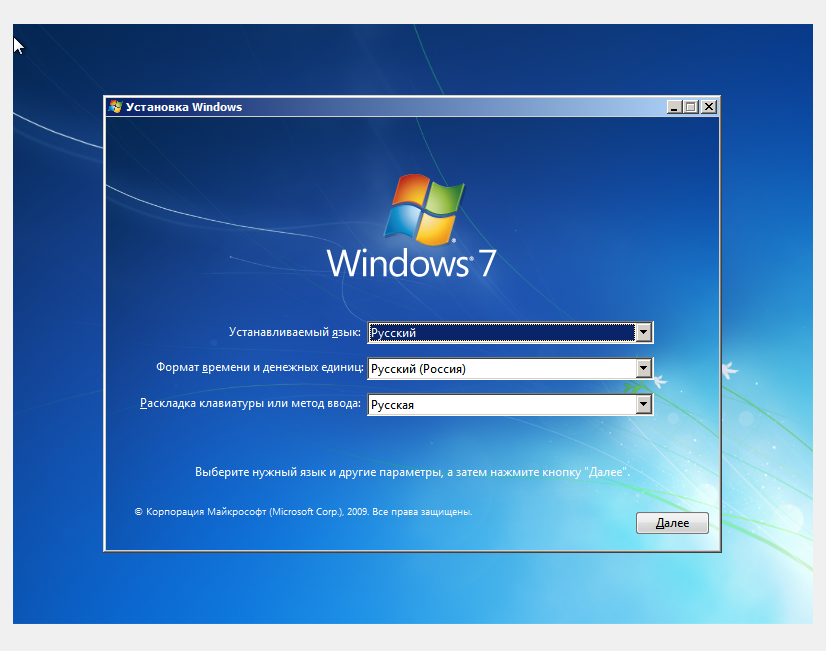 Установка Windows
Windows® 7
Устанавливаемый язык: Русский
Формат времени и денежных единиц: Русский (Россия)
Раскладка клавиатуры или метод ввода: Русская
Выберите нужный язык и другие параметры, а затем нажмите кнопку "Далее".
© Корпорация Майкрософт (Microsoft Corp.), 2009. Все права защищены.
Далее